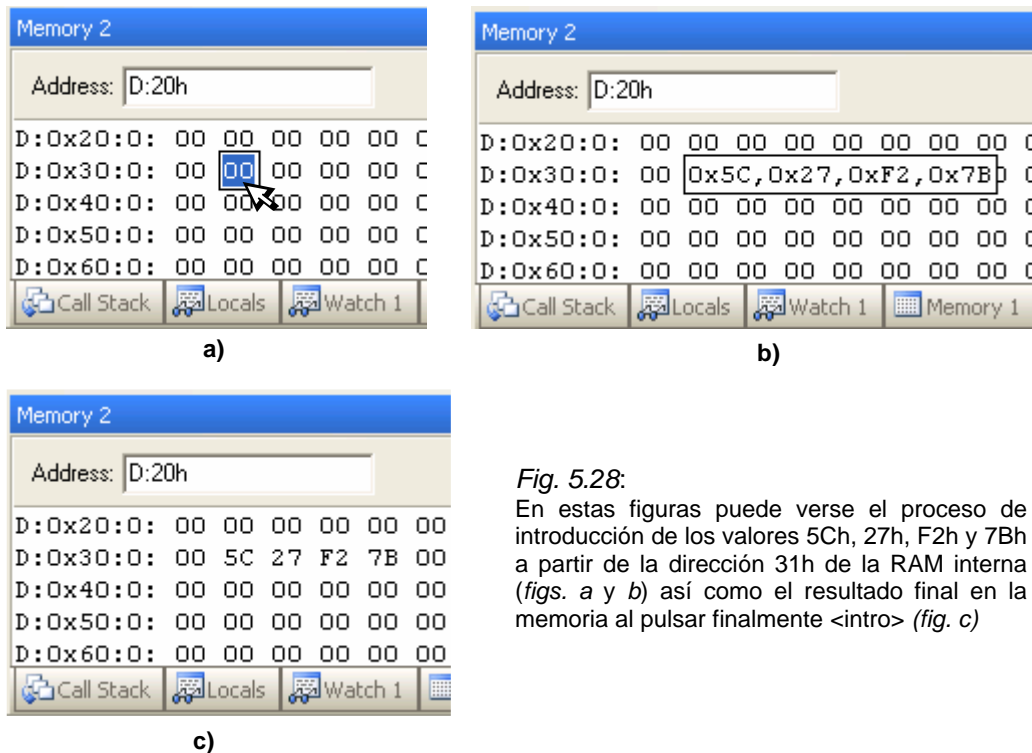 Memory 2
Address: D:20h
D:0x20:0: 00 00 00 00 00
D:0x30:0: 00 00 00 00 00
D:0x40:0: 00 00 00 00 00
D:0x50:0: 00 00 00 00 00
D:0x60:0: 00 00 00 00 00
Call Stack Locals Watch 1
a)
Memory 2
Address: D:20h
D:0x20:0: 00 00 00 00 00 00 00 00
D:0x30:0: 00 0x5C,0x27,0xF2,0x7B
D:0x40:0: 00 00 00 00 00 00 00 00
D:0x50:0: 00 00 00 00 00 00 00 00
D:0x60:0: 00 00 00 00 00 00 00 00
Call Stack Locals Watch 1 Memory 1
b)
Memory 2
Address: D:20h
D:0x20:0: 00 00 00 00 00 00
D:0x30:0: 00 5C 27 F2 7B 00
D:0x40:0: 00 00 00 00 00 00
D:0x50:0: 00 00 00 00 00 00
D:0x60:0: 00 00 00 00 00 00
Call Stack Locals Watch 1
c)
Fig. 5.28:
En estas figuras puede verse el proceso de
introducción de los valores 5Ch, 27h, F2h y 7Bh
a partir de la dirección 31h de la RAM interna
(figs. a y b) así como el resultado final en la
memoria al pulsar finalmente <intro> (fig. c)